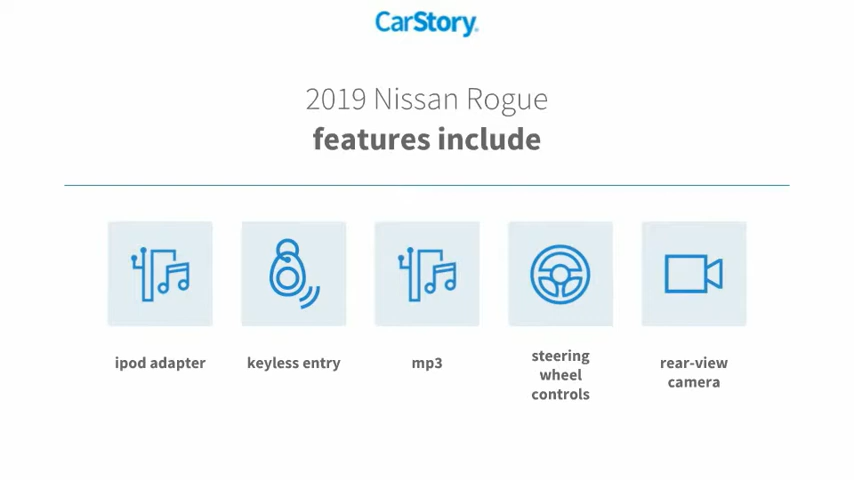 CarStory
2019 Nissan Rogue
features include
ipod adapter
keyless entry
mp3
steering
wheel
controls
rear-view
camera